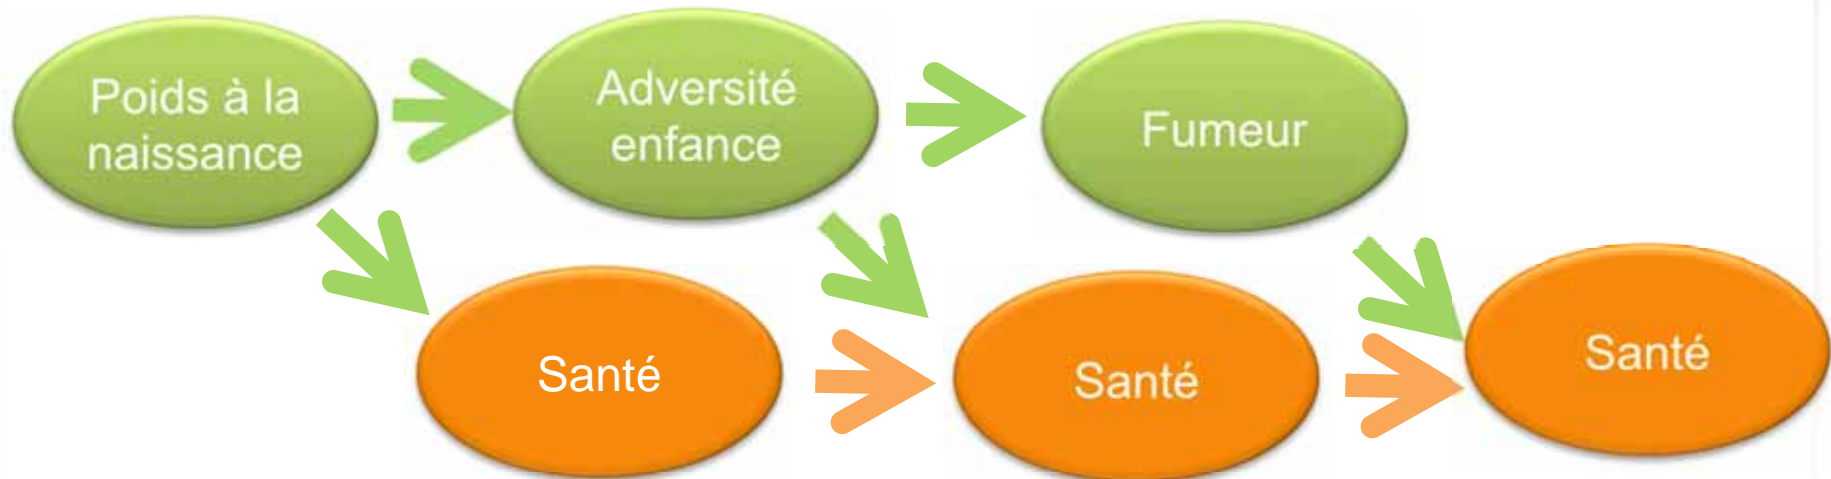 Poids à la
naissance
Adversité
enfance
Fumeur
Santé
Santé
Santé